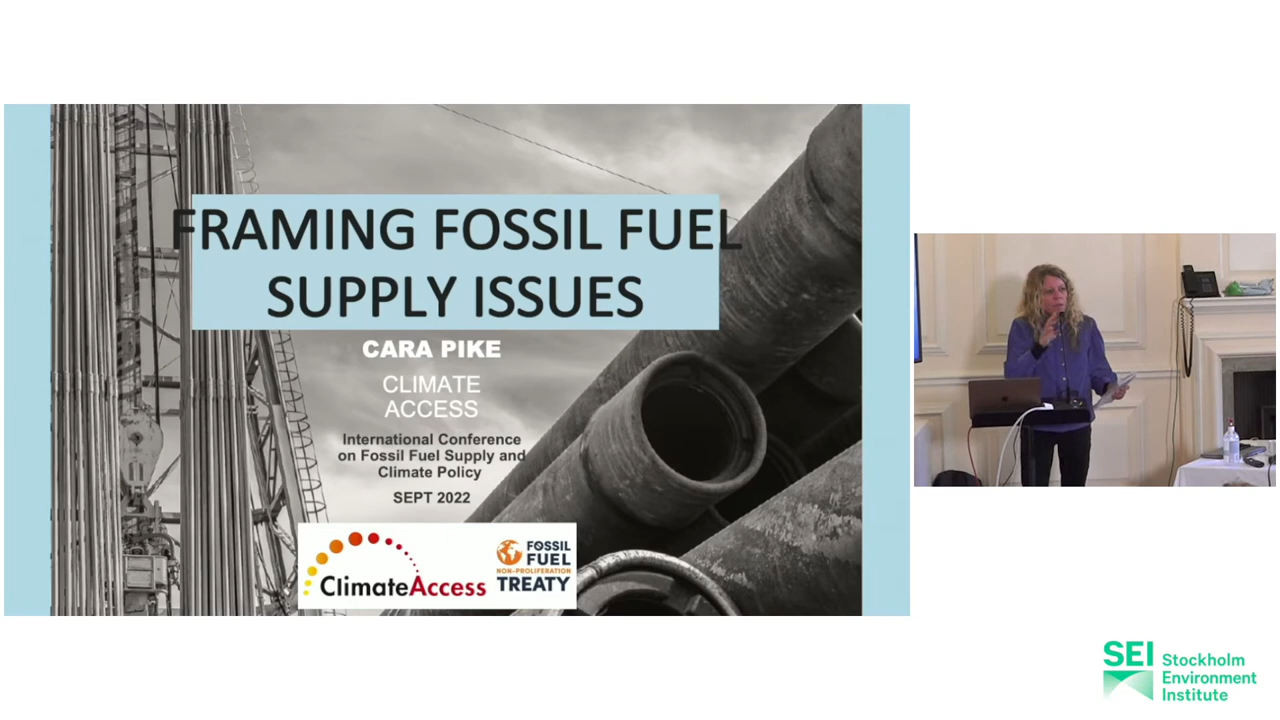 FRAMING FOSSIL FUEL
SUPPLY ISSUES
CARA PIKE
CLIMATE
ACCESS
International Conference
on Fossil Fuel Supply and
Climate Policy
SEPT 2022
ClimateAccess
FOSSIL
FUEL
NON-PROLIFERATION
TREATY
SEI Stockholm
Environment
Institute